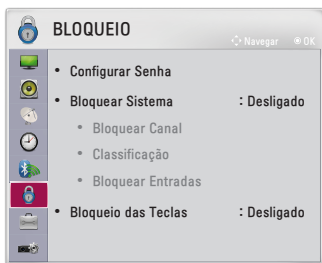 BLOQUEIO
Navegar OK
• Configurar Senha
• Bloquear Sistema : Desligado
• Bloquear Canal
• Classificação
• Bloquear Entradas
• Bloqueio das Teclas : Desligado